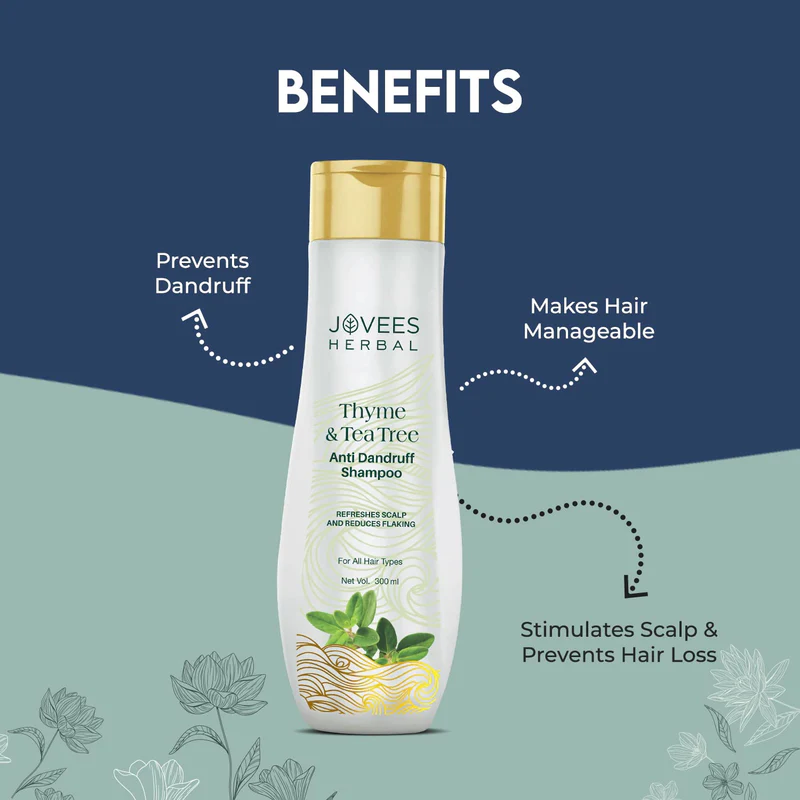 BENEFITS
Prevents
Dandruff
Makes Hair
Manageable
JOVEES
HERBAL
Thyme
& Tea Tree
Anti Dandruff
Shampoo
REFRESHES SCALP
AND REDUCES FLAKING
For All Hair Types
Net Vol. 300 ml
Stimulates Scalp &
Prevents Hair Loss